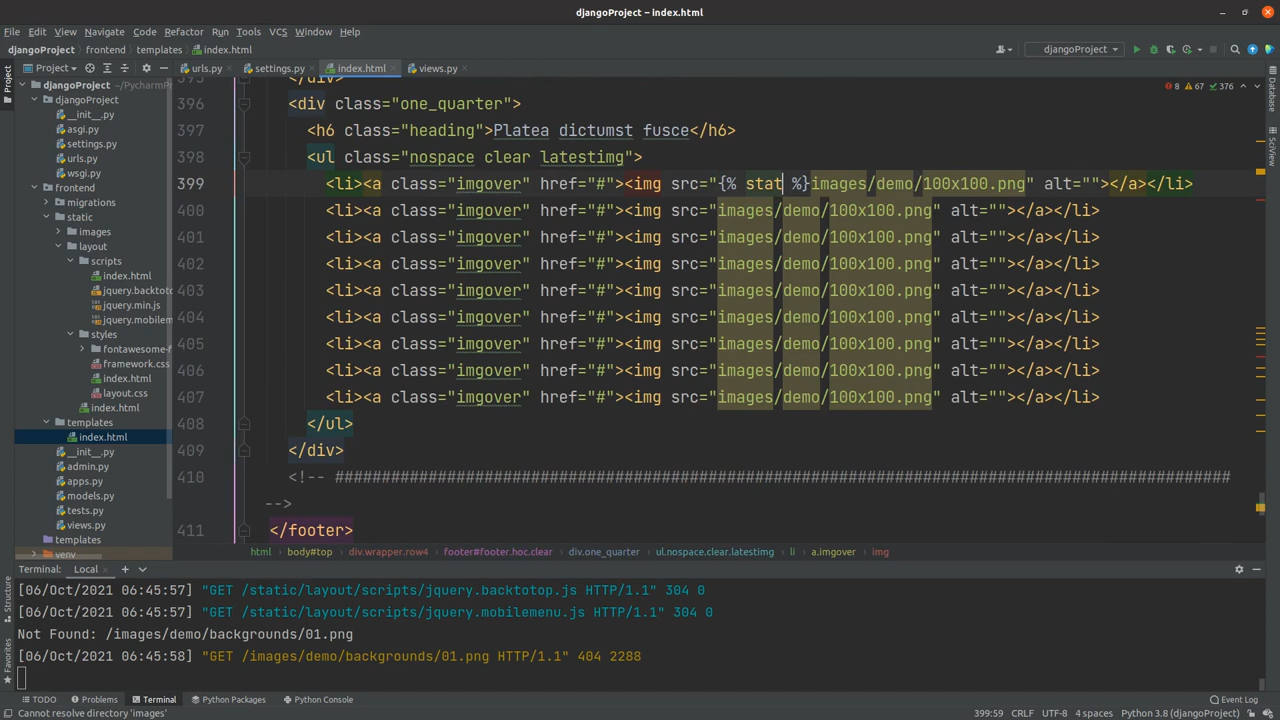 djangoProject – index.html
File Edit View Navigate Code Refactor Run Tools VCS Window Help
djangoProject frontend templates index.html djangoProject
Project urls.py settings.py index.html views.py
djangoProject ~/PycharmPr
djangoProject
__init__.py
asgi.py
settings.py
urls.py
wsgi.py
frontend
migrations
static
images
layout
scripts
index.html
jquery.backtoto
jquery.min.js
jquery.mobilem
styles
fontawesome-f
framework.css
index.html
layout.css
index.html
templates
index.html
__init__.py
admin.py
apps.py
models.py
tests.py
views.py
templates
venv
Project
Structure
Favorites
8 67 376
395 </div>
396 <div class="one_quarter">
397 <h6 class="heading">Platea dictumst fusce</h6>
398 <ul class="nospace clear latestimg">
399 <li><a class="imgover" href="#"><img src="{% stat %}images/demo/100x100.png" alt=""></a></li>
400 <li><a class="imgover" href="#"><img src="images/demo/100x100.png" alt=""></a></li>
401 <li><a class="imgover" href="#"><img src="images/demo/100x100.png" alt=""></a></li>
402 <li><a class="imgover" href="#"><img src="images/demo/100x100.png" alt=""></a></li>
403 <li><a class="imgover" href="#"><img src="images/demo/100x100.png" alt=""></a></li>
404 <li><a class="imgover" href="#"><img src="images/demo/100x100.png" alt=""></a></li>
405 <li><a class="imgover" href="#"><img src="images/demo/100x100.png" alt=""></a></li>
406 <li><a class="imgover" href="#"><img src="images/demo/100x100.png" alt=""></a></li>
407 <li><a class="imgover" href="#"><img src="images/demo/100x100.png" alt=""></a></li>
408 </ul>
409 </div>
410 <!-- ################################################################################################
-->
411 </footer>
Database
SciView
html body#top div.wrapper.row4 footer#footer.hoc.clear div.one_quarter ul.nospace.clear.latestimg li a.imgover img
Terminal: Local
[06/Oct/2021 06:45:57] "GET /static/layout/scripts/jquery.backtotop.js HTTP/1.1" 304 0
[06/Oct/2021 06:45:57] "GET /static/layout/scripts/jquery.mobilemenu.js HTTP/1.1" 304 0
Not Found: /images/demo/backgrounds/01.png
[06/Oct/2021 06:45:58] "GET /images/demo/backgrounds/01.png HTTP/1.1" 404 2288
TODO Problems Terminal Python Packages Python Console Event Log
Cannot resolve directory 'images' 399:59 CRLF UTF-8 4 spaces Python 3.8 (djangoProject)